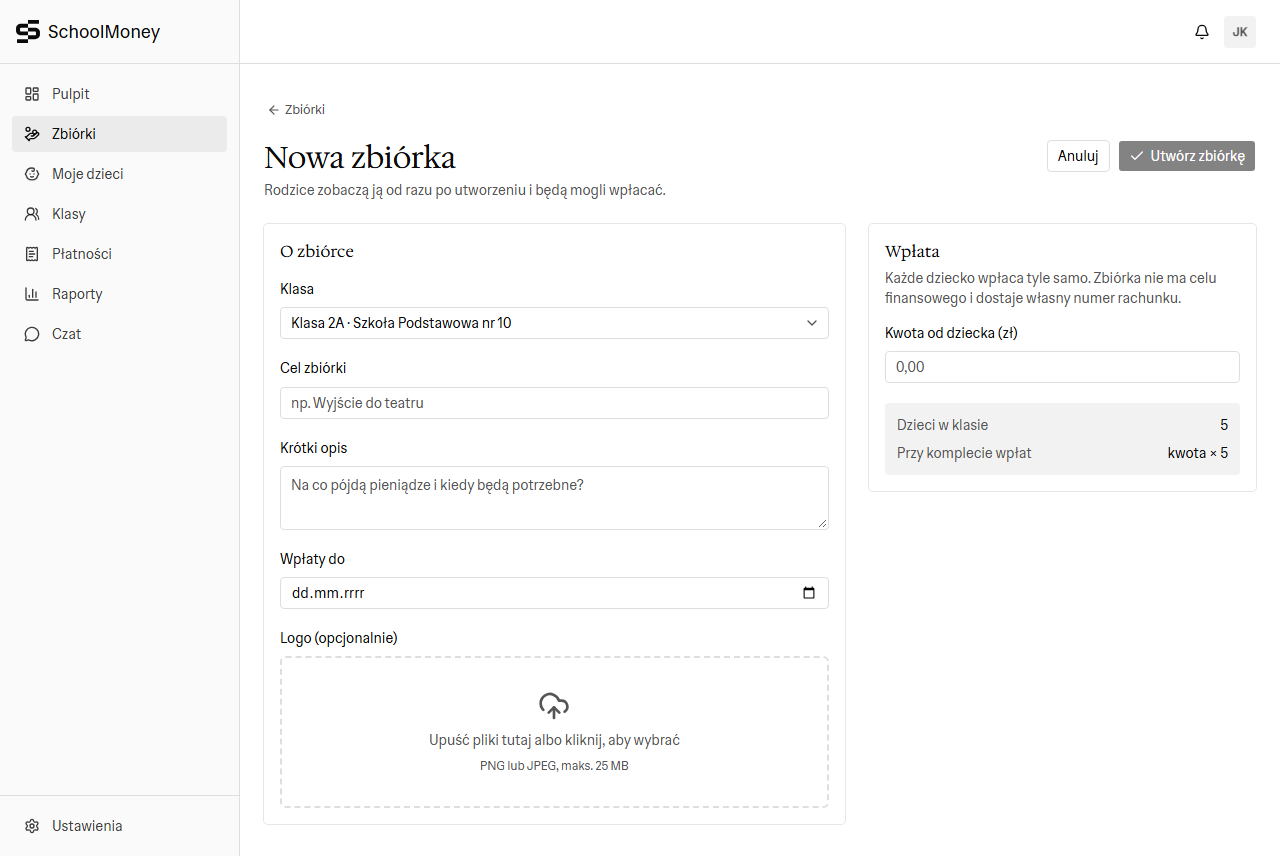 SchoolMoney
JK
Pulpit
Zbiórki
Moje dzieci
Klasy
Płatności
Raporty
Czat
Ustawienia
Zbiórki
Nowa zbiórka
Rodzice zobaczą ją od razu po utworzeniu i będą mogli wpłacać.
Anuluj
Utwórz zbiórkę
O zbiórce
Klasa
Klasa 2A · Szkoła Podstawowa nr 10
Cel zbiórki
np. Wyjście do teatru
Krótki opis
Na co pójdą pieniądze i kiedy będą potrzebne?
Wpłaty do
dd.mm.rrrr
Logo (opcjonalnie)
Upuść pliki tutaj albo kliknij, aby wybrać
PNG lub JPEG, maks. 25 MB
Wpłata
Każde dziecko wpłaca tyle samo. Zbiórka nie ma celu
finansowego i dostaje własny numer rachunku.
Kwota od dziecka (zł)
0,00
Dzieci w klasie 5
Przy komplecie wpłat kwota × 5